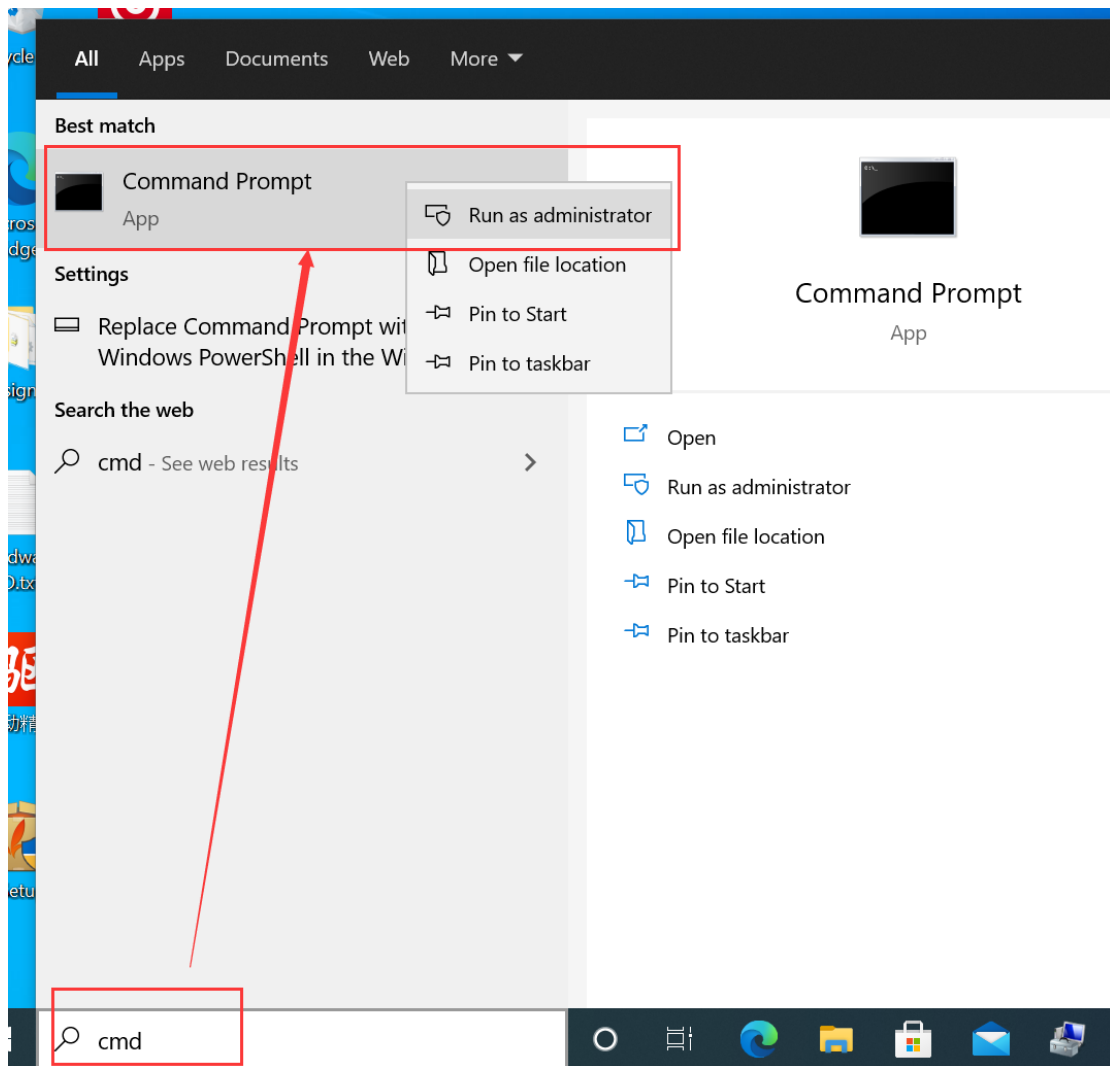 All Apps Documents Web More
Best match
Command Prompt
App
Run as administrator
Open file location
Pin to Start
Pin to taskbar
Settings
Replace Command Prompt wit
Windows PowerShell in the Wi
Search the web
cmd - See web results
Command Prompt
App
Open
Run as administrator
Open file location
Pin to Start
Pin to taskbar
cmd